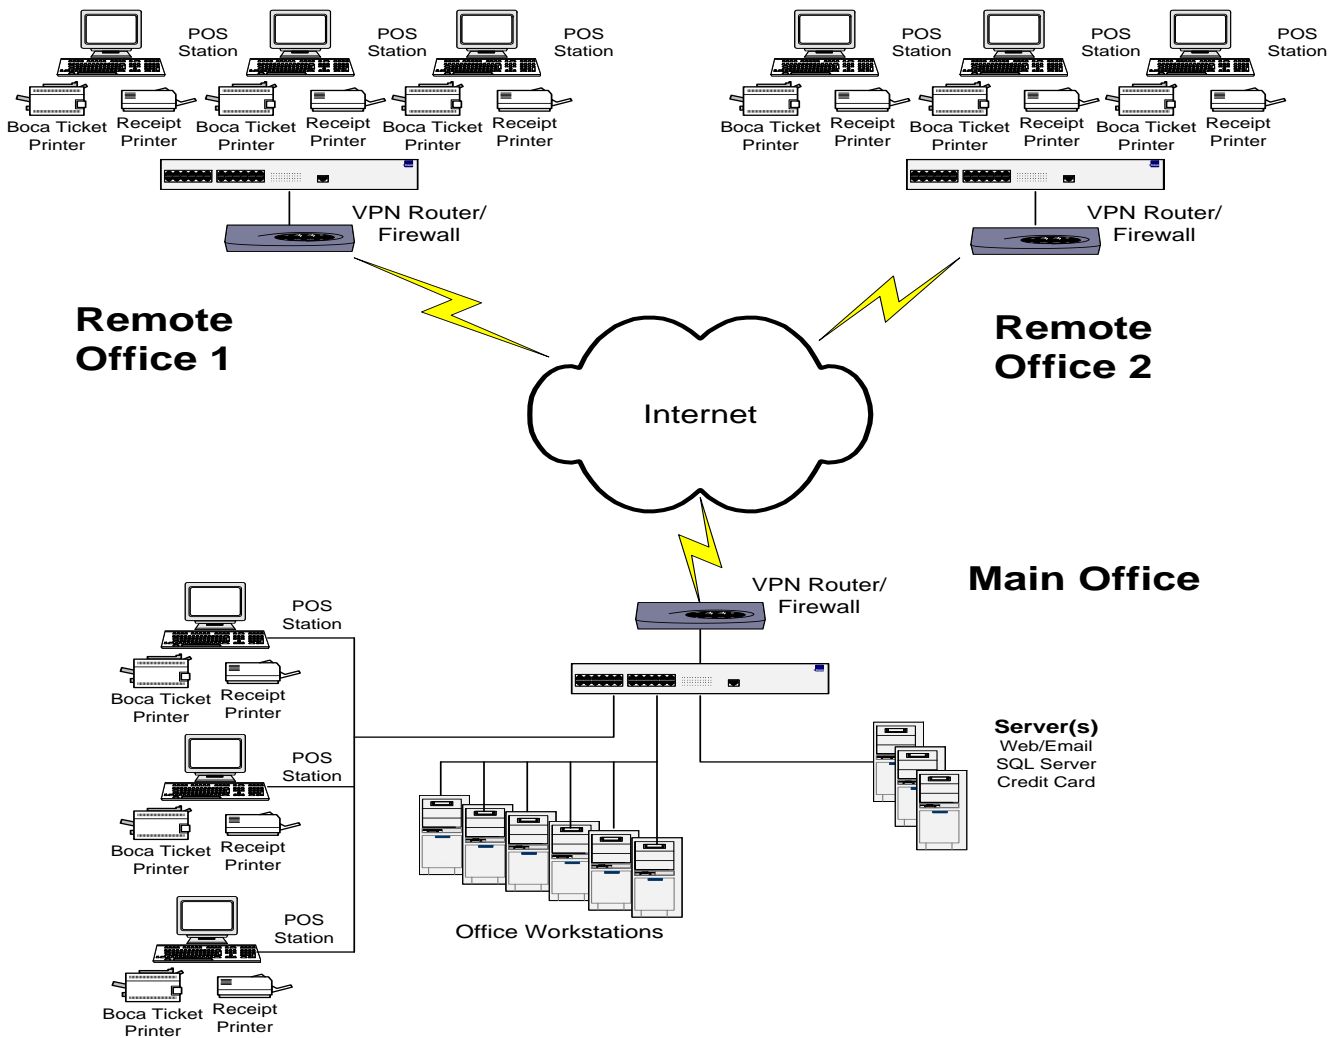 POS
Station
POS
Station
POS
Station
Boca Ticket
Printer
Receipt
Printer
Boca Ticket
Printer
Receipt
Printer
Boca Ticket
Printer
Receipt
Printer
VPN Router/
Firewall
Remote
Office 1
POS
Station
POS
Station
POS
Station
Boca Ticket
Printer
Receipt
Printer
Boca Ticket
Printer
Receipt
Printer
Boca Ticket
Printer
Receipt
Printer
VPN Router/
Firewall
Remote
Office 2
Internet
Main Office
VPN Router/
Firewall
POS
Station
Boca Ticket
Printer
Receipt
Printer
POS
Station
Boca Ticket
Printer
Receipt
Printer
POS
Station
Boca Ticket
Printer
Receipt
Printer
Office Workstations
Server(s)
Web/Email
SQL Server
Credit Card